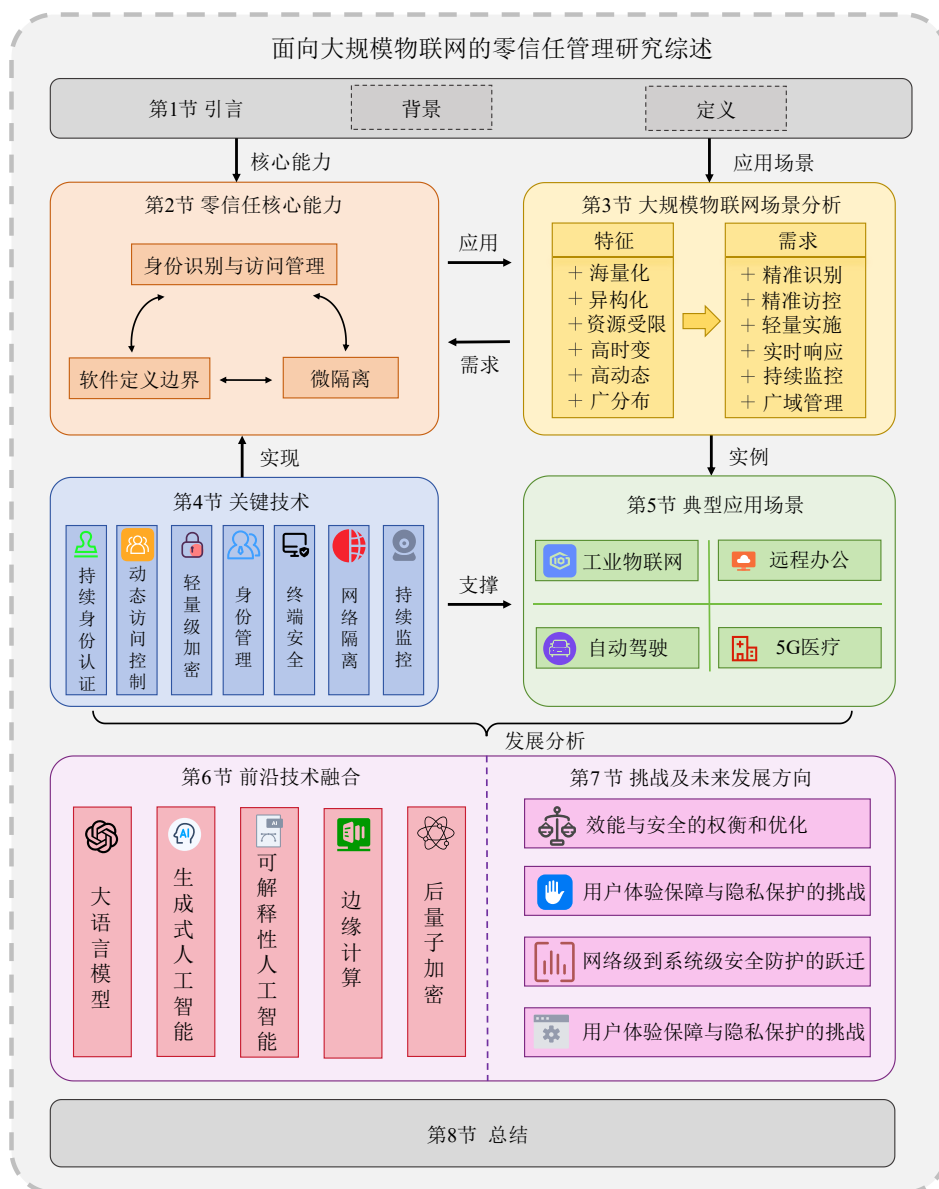 面向大规模物联网的零信任管理研究综述
第1节 引言
背景
定义
核心能力
应用场景
第2节 零信任核心能力
身份识别与访问管理
软件定义边界
微隔离
应用
需求
第3节 大规模物联网场景分析
特征
+ 海量化
+ 异构化
+ 资源受限
+ 高时变
+ 高动态
+ 广分布
需求
+ 精准识别
+ 精准访控
+ 轻量实施
+ 实时响应
+ 持续监控
+ 广域管理
实现
实例
第4节 关键技术
持续身份认证
动态访问控制
轻量级加密
身份管理
终端安全
网络隔离
持续监控
支撑
第5节 典型应用场景
工业物联网
远程办公
自动驾驶
5G医疗
发展分析
第6节 前沿技术融合
大语言模型
AI
生成式人工智能
AI
可解释性人工智能
边缘计算
后量子加密
第7节 挑战及未来发展方向
效能与安全的权衡和优化
用户体验保障与隐私保护的挑战
网络级到系统级安全防护的跃迁
用户体验保障与隐私保护的挑战
第8节 总结